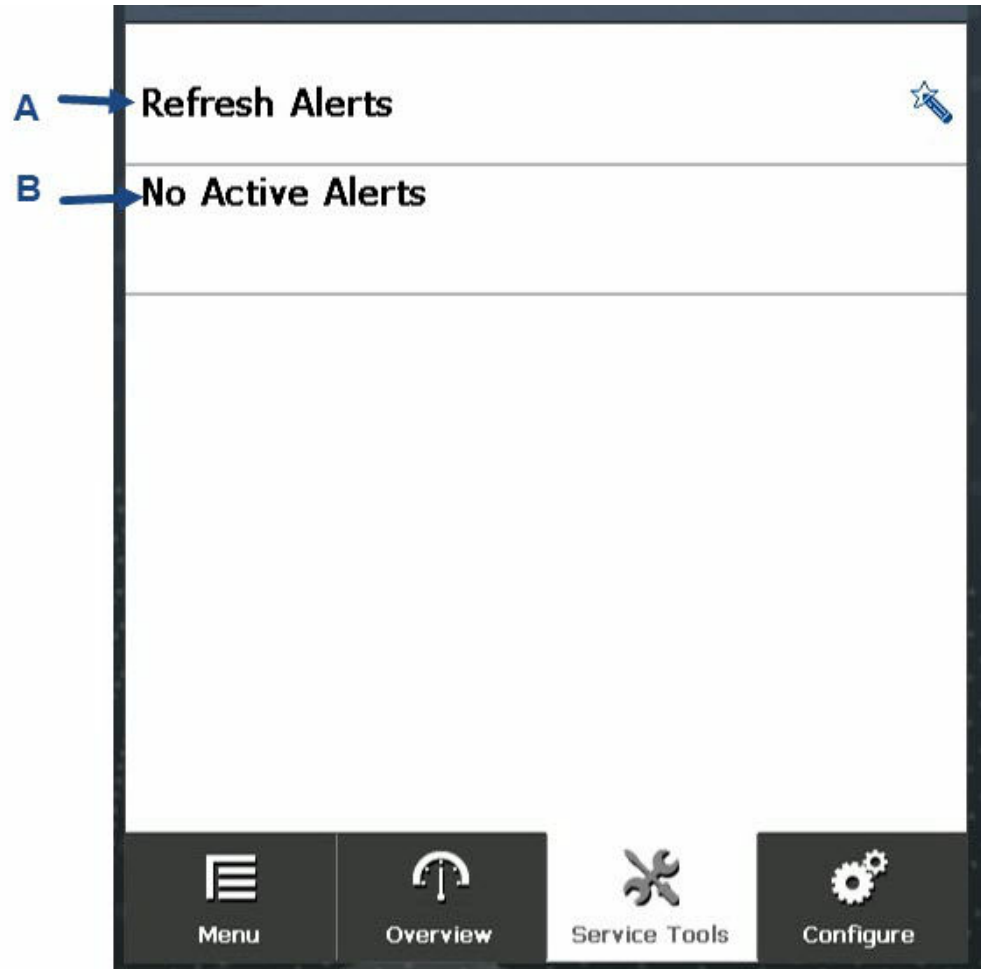 A
Refresh Alerts
B
No Active Alerts
Menu
Overview
Service Tools
Configure